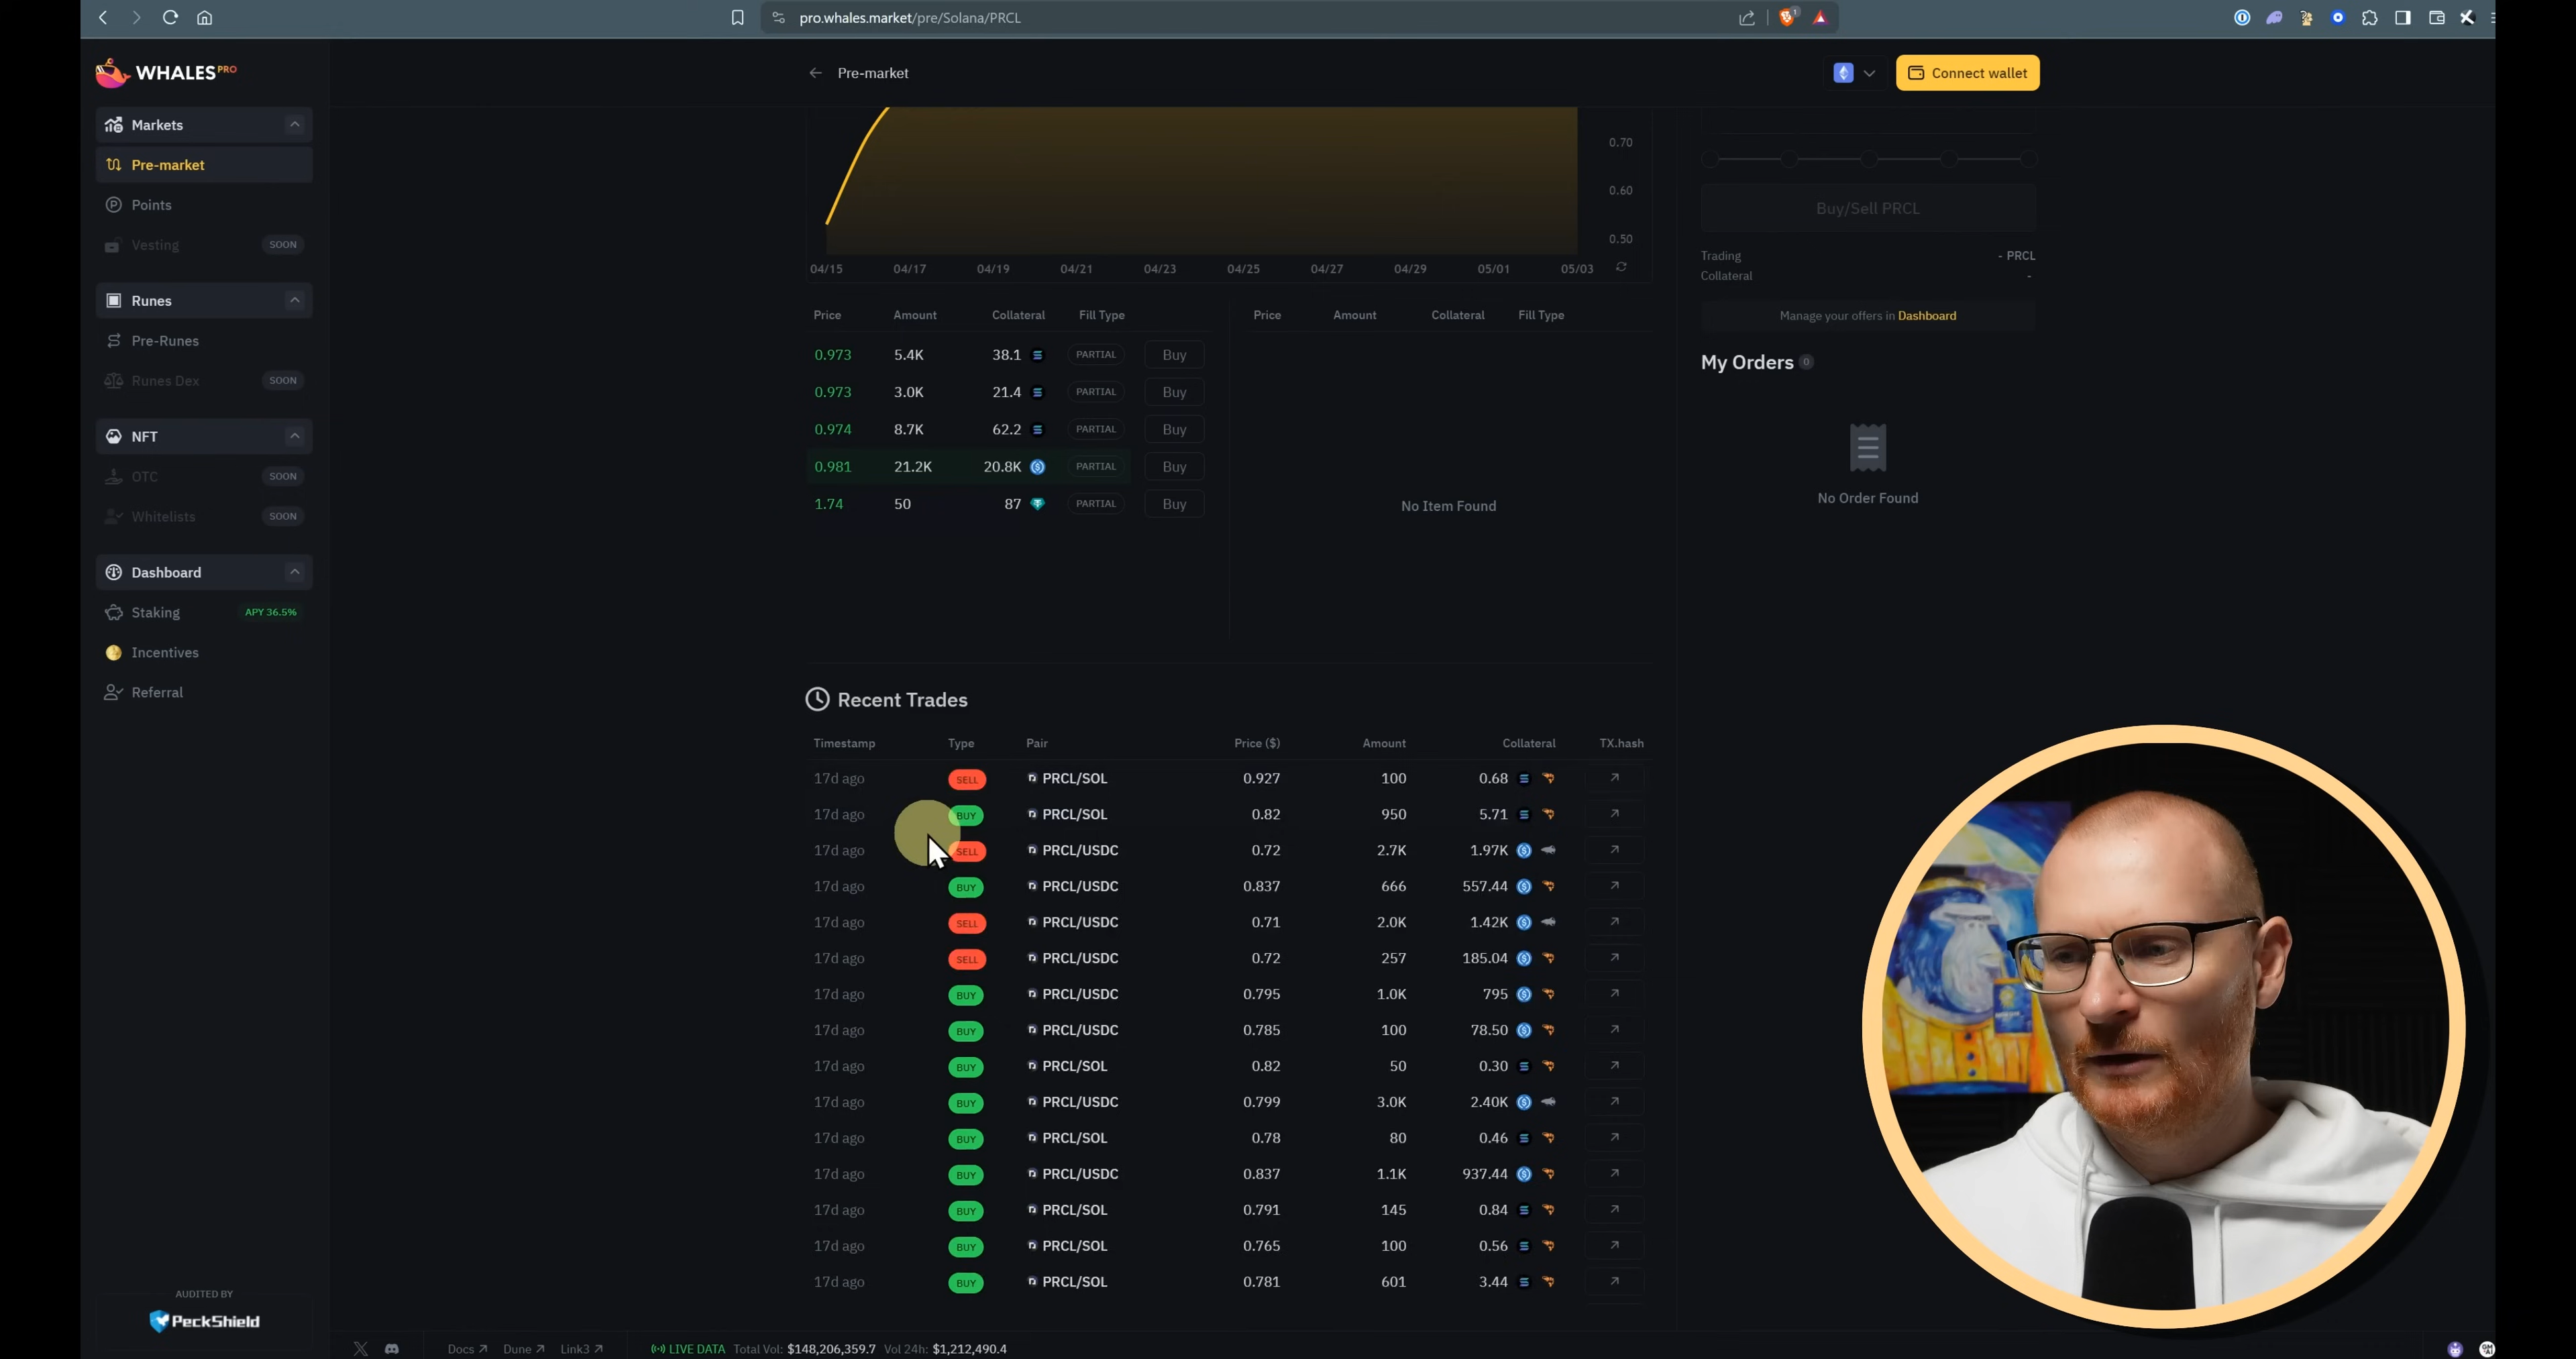 pro.whales.market/pre/Solana/PRCL
WHALES PRO
Pre-market
Connect wallet
Markets
Pre-market
Points
Vesting SOON
Runes
Pre-Runes
Runes Dex SOON
NFT
OTC SOON
Whitelists SOON
Dashboard
Staking APY 36.5%
Incentives
Referral
AUDITED BY
PeckShield
0.70
0.60
0.50
04/15 04/17 04/19 04/21 04/23 04/25 04/27 04/29 05/01 05/03
Price Amount Collateral Fill Type
0.973 5.4K 38.1 PARTIAL Buy
0.973 3.0K 21.4 PARTIAL Buy
0.974 8.7K 62.2 PARTIAL Buy
0.981 21.2K 20.8K PARTIAL Buy
1.74 50 87 PARTIAL Buy
Price Amount Collateral Fill Type
No Item Found
Buy/Sell PRCL
Trading - PRCL
Collateral -
Manage your offers in Dashboard
My Orders 0
No Order Found
Recent Trades
Timestamp Type Pair Price ($) Amount Collateral TX.hash
17d ago SELL PRCL/SOL 0.927 100 0.68
17d ago BUY PRCL/SOL 0.82 950 5.71
17d ago SELL PRCL/USDC 0.72 2.7K 1.97K
17d ago BUY PRCL/USDC 0.837 666 557.44
17d ago SELL PRCL/USDC 0.71 2.0K 1.42K
17d ago SELL PRCL/USDC 0.72 257 185.04
17d ago BUY PRCL/USDC 0.795 1.0K 795
17d ago BUY PRCL/USDC 0.785 100 78.50
17d ago BUY PRCL/SOL 0.82 50 0.30
17d ago BUY PRCL/USDC 0.799 3.0K 2.40K
17d ago BUY PRCL/SOL 0.78 80 0.46
17d ago BUY PRCL/USDC 0.837 1.1K 937.44
17d ago BUY PRCL/SOL 0.791 145 0.84
17d ago BUY PRCL/SOL 0.765 100 0.56
17d ago BUY PRCL/SOL 0.781 601 3.44
Docs Dune Link3 LIVE DATA Total Vol: $148,206,359.7 Vol 24h: $1,212,490.4